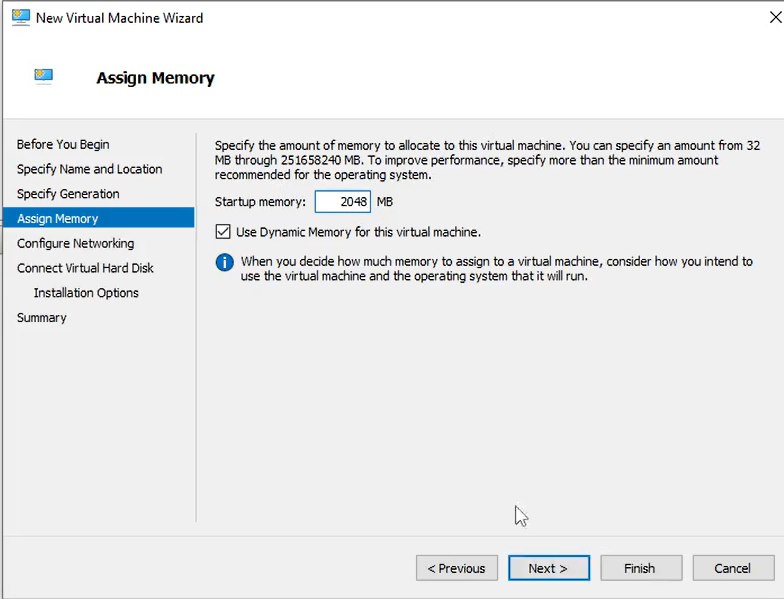 New Virtual Machine Wizard
Assign Memory
Before You Begin
Specify Name and Location
Specify Generation
Assign Memory
Configure Networking
Connect Virtual Hard Disk
Installation Options
Summary
Specify the amount of memory to allocate to this virtual machine. You can specify an amount from 32
MB through 251658240 MB. To improve performance, specify more than the minimum amount
recommended for the operating system.
Startup memory: 2048 MB
Use Dynamic Memory for this virtual machine.
When you decide how much memory to assign to a virtual machine, consider how you intend to
use the virtual machine and the operating system that it will run.
< Previous Next > Finish Cancel